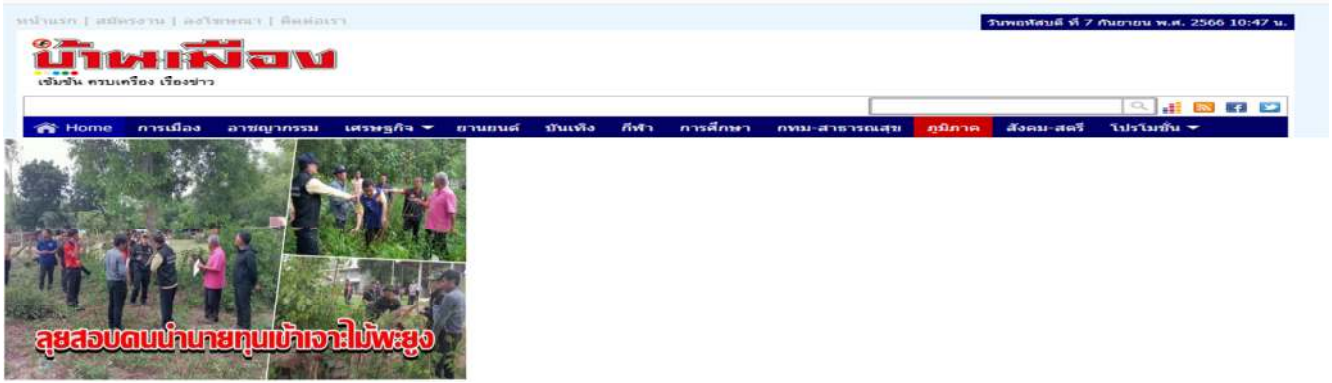 หน้าแรก | สมัครงาน | ลงโฆษณา | ติดต่อเรา
วันพฤหัสบดี ที่ 7 กันยายน พ.ศ. 2566 10:47 น.
บ้านเมือง
เข้มข้น ครบเครื่อง เรื่องข่าว
Home การเมือง อาชญากรรม เศรษฐกิจ ยานยนต์ บันเทิง กีฬา การศึกษา กทม-สาธารณสุข ภูมิภาค สังคม-สตรี โปรโมชั่น
ลุยสอบคนนำนายทุนเข้าเจาะไม้พะยูง